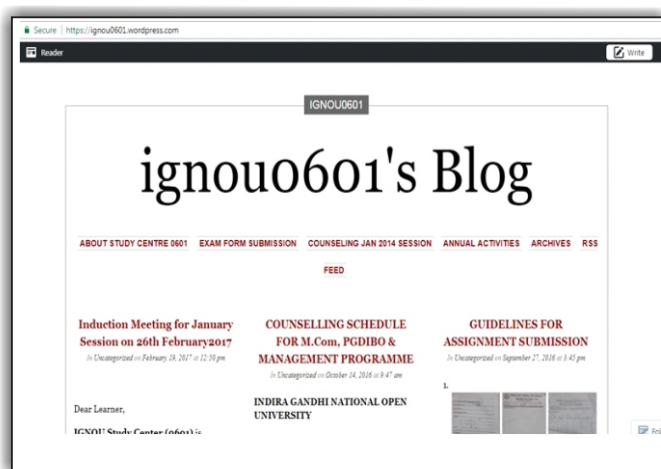 Secure | https://ignou0601.wordpress.com
Reader
Write
IGNOU0601
ignou0601's Blog
ABOUT STUDY CENTRE 0601 EXAM FORM SUBMISSION COUNSELING JAN 2014 SESSION ANNUAL ACTIVITIES ARCHIVES RSS
FEED
Induction Meeting for January
Session on 26th February2017
in Uncategorized on February 19, 2017 at 12:50 pm
Dear Learner,
IGNOU Study Center (0601) is
COUNSELLING SCHEDULE
FOR M.Com, PGDIBO &
MANAGEMENT PROGRAMME
In Uncategorized on October 14, 2016 at 9:47 am
INDIRA GANDHI NATIONAL OPEN
UNIVERSITY
GUIDELINES FOR
ASSIGNMENT SUBMISSION
In Uncategorized on September 27, 2016 at 3:45 pm
1.